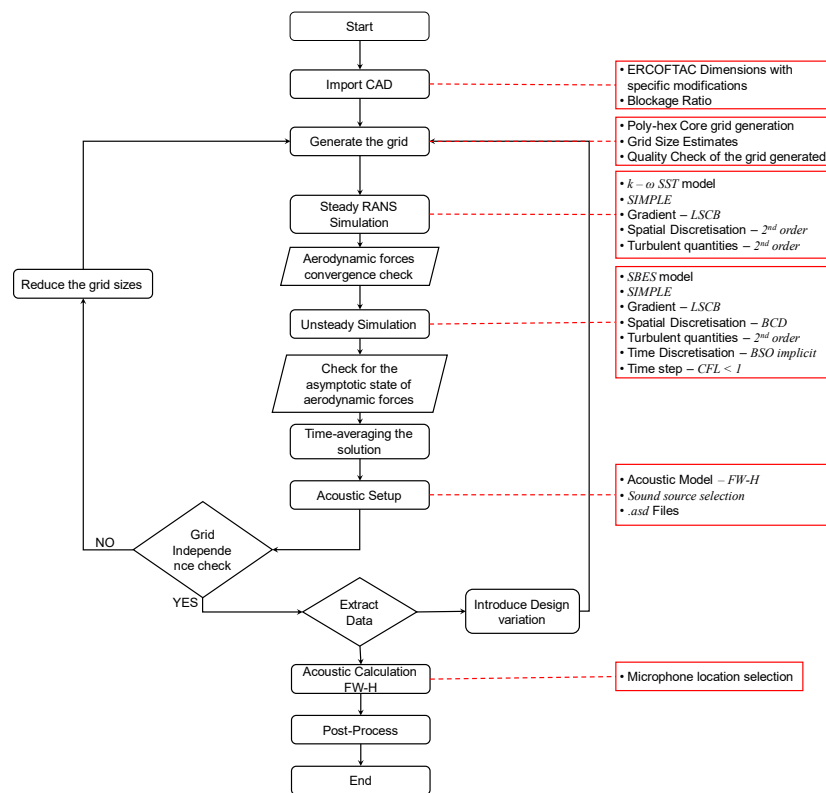 Start
Import CAD
• ERCOFTAC Dimensions with
specific modifications
• Blockage Ratio
Generate the grid
• Poly-hex Core grid generation
• Grid Size Estimates
• Quality Check of the grid generated
Steady RANS
Simulation
• k – ω SST model
• SIMPLE
• Gradient – LSCB
• Spatial Discretisation – 2nd order
• Turbulent quantities – 2nd order
Aerodynamic forces
convergence check
Reduce the grid sizes
Unsteady Simulation
• SBES model
• SIMPLE
• Gradient – LSCB
• Spatial Discretisation – BCD
• Turbulent quantities – 2nd order
• Time Discretisation – BSO implicit
• Time step – CFL < 1
Check for the
asymptotic state of
aerodynamic forces
Time-averaging the
solution
Acoustic Setup
• Acoustic Model – FW-H
• Sound source selection
• .asd Files
Grid
Independe
nce check
NO
YES
Extract
Data
Introduce Design
variation
Acoustic Calculation
FW-H
• Microphone location selection
Post-Process
End